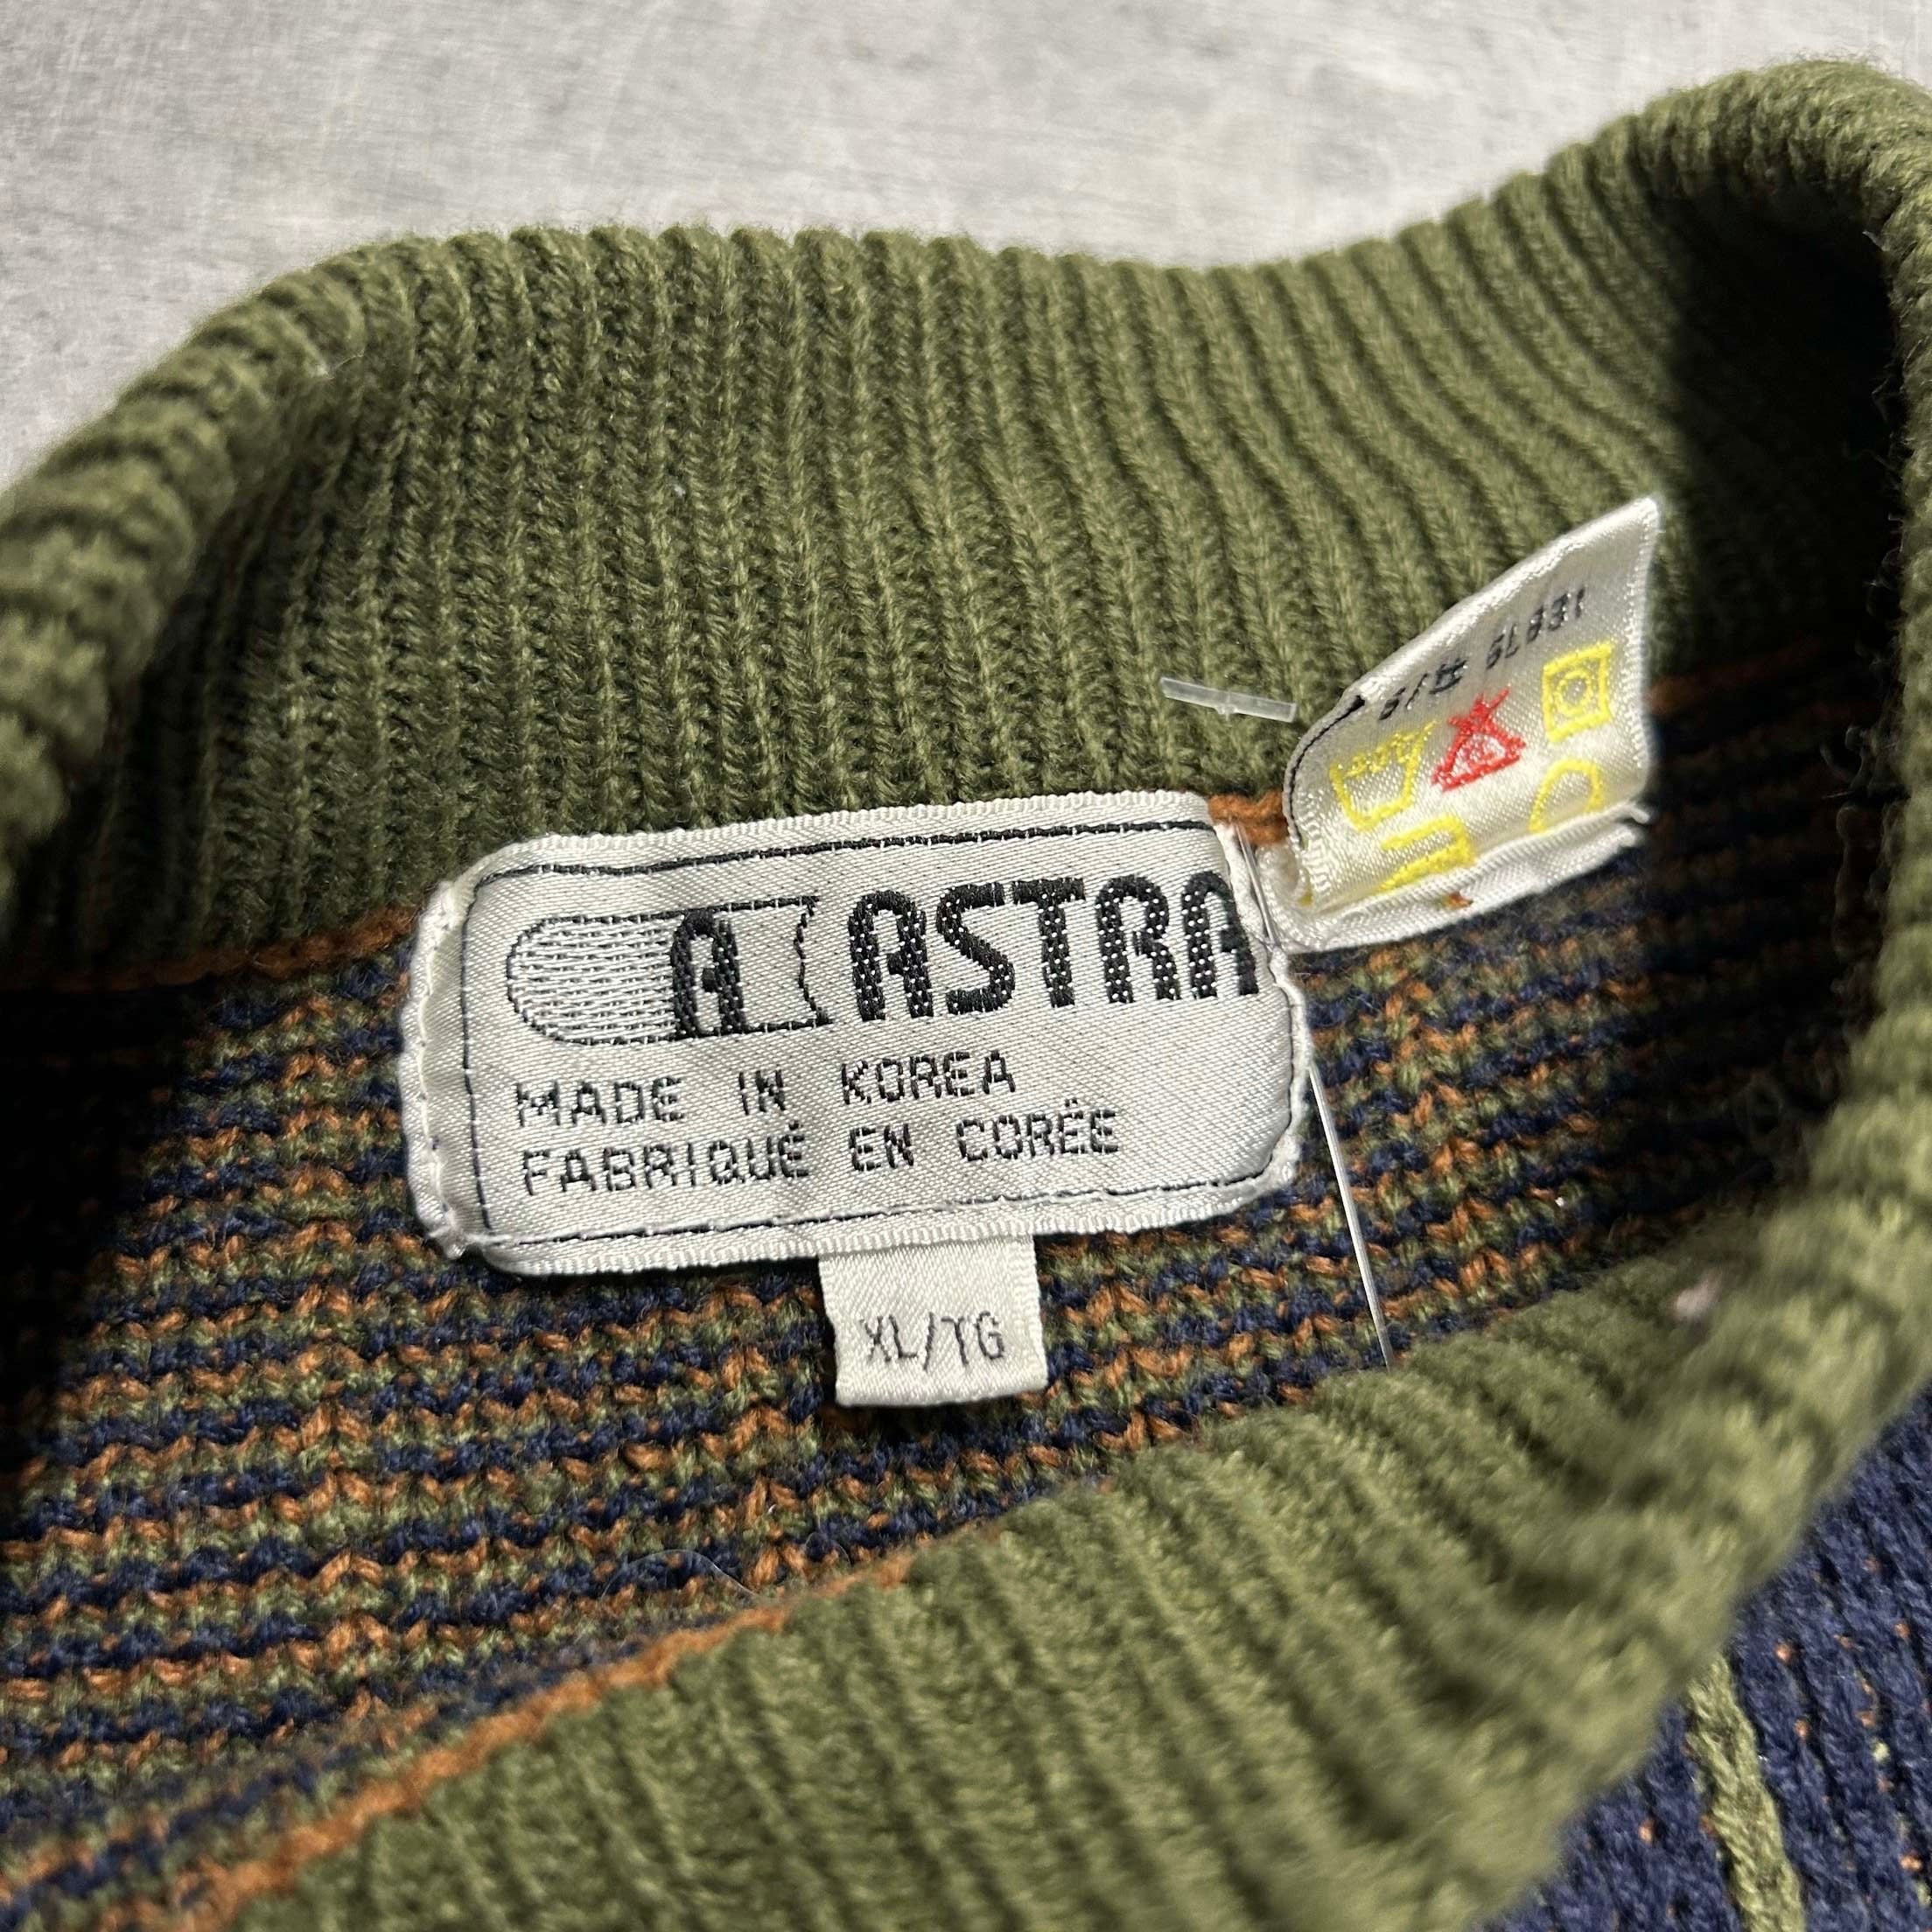 A ASTRA
MADE IN KOREA
FABRIQUÉ EN CORÉE
XL/TG